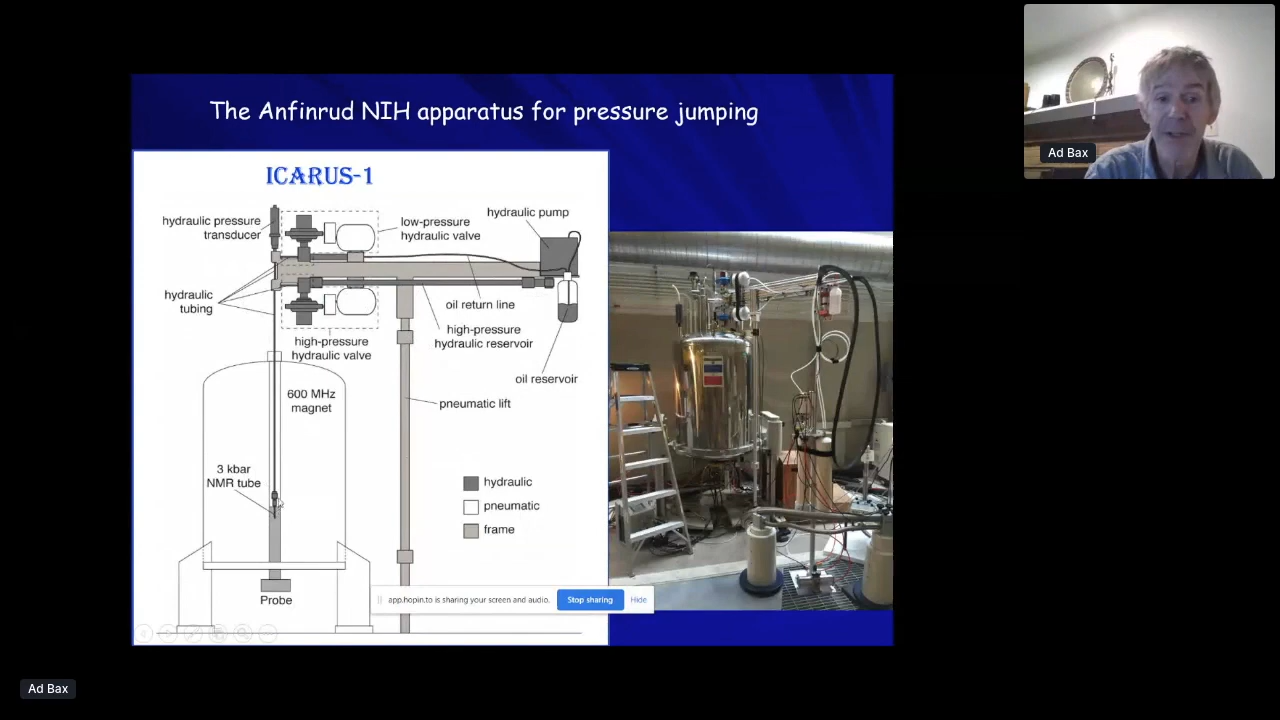 Ad Bax
The Anfinrud NIH apparatus for pressure jumping
ICARUS-1
hydraulic pressure
transducer
low-pressure
hydraulic valve
hydraulic pump
hydraulic
tubing
oil return line
high-pressure
hydraulic reservoir
high-pressure
hydraulic valve
oil reservoir
600 MHz
magnet
pneumatic lift
3 kbar
NMR tube
hydraulic
pneumatic
frame
Probe
app.hopin.to is sharing your screen and audio.
Stop sharing
Hide
Ad Bax